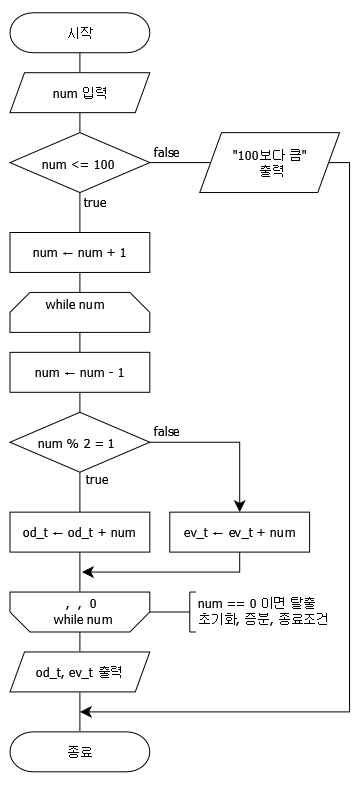 시작
num 입력
num <= 100
false
"100보다 큼"
출력
true
num ← num + 1
while num
num ← num - 1
num % 2 = 1
false
true
od_t ← od_t + num
ev_t ← ev_t + num
, , 0
while num
num == 0 이면 탈출
초기화, 증분, 종료조건
od_t, ev_t 출력
종료